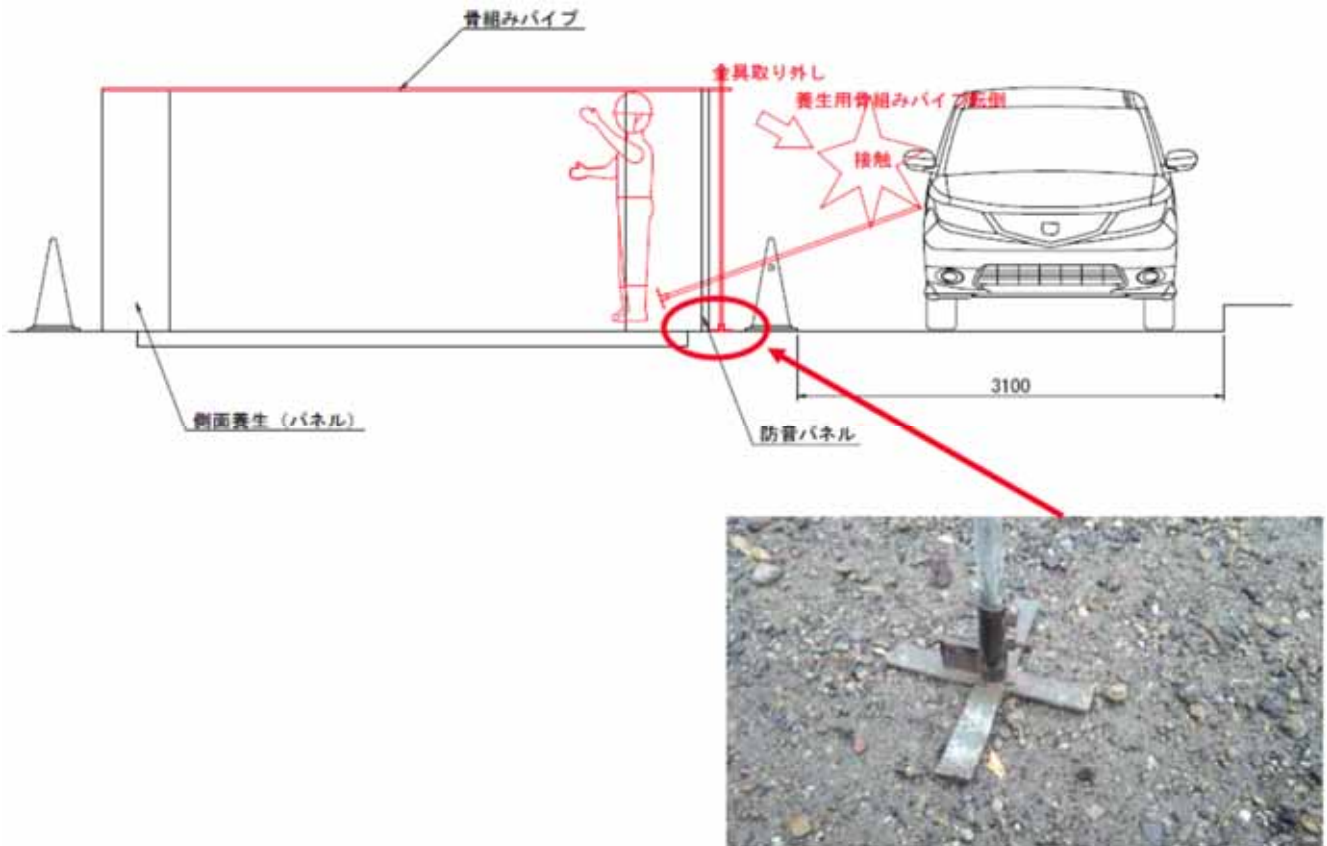 骨組みパイプ
金具取り外し
養生用骨組みパイプ転倒
接触
3100
側面養生（パネル）
防音パネル